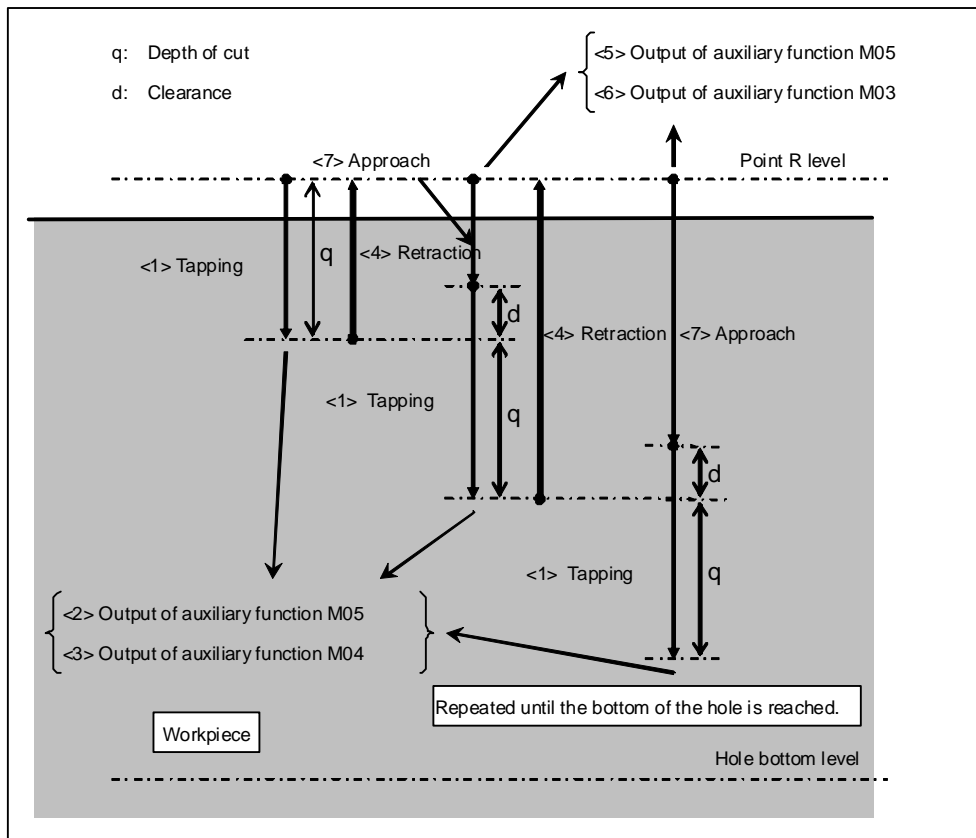 q: Depth of cut
d: Clearance
<5> Output of auxiliary function M05
<6> Output of auxiliary function M03
<7> Approach
Point R level
<1> Tapping
q
<4> Retraction
d
<4> Retraction
<7> Approach
<1> Tapping
q
d
<1> Tapping
q
<2> Output of auxiliary function M05
<3> Output of auxiliary function M04
Repeated until the bottom of the hole is reached.
Workpiece
Hole bottom level